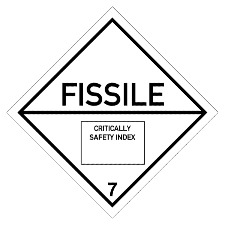 FISSILE
CRITICALLY
SAFETY INDEX
7